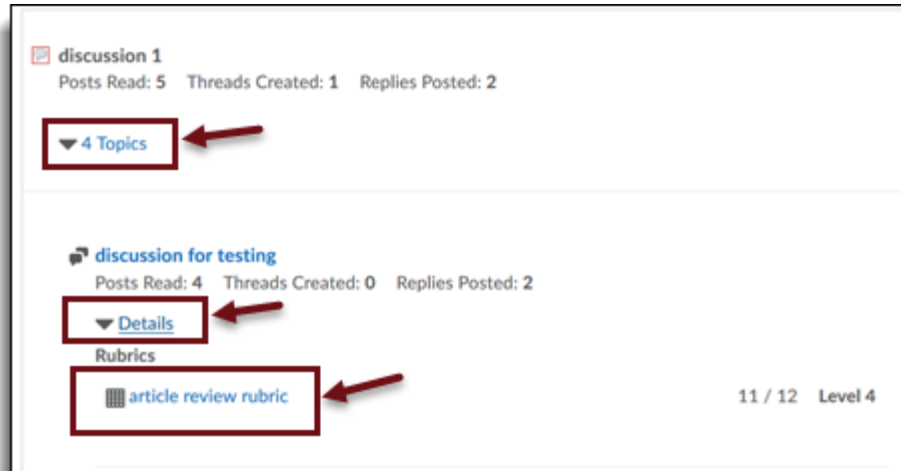 discussion 1
Posts Read: 5 Threads Created: 1 Replies Posted: 2
4 Topics
discussion for testing
Posts Read: 4 Threads Created: 0 Replies Posted: 2
Details
Rubrics
article review rubric 11 / 12 Level 4